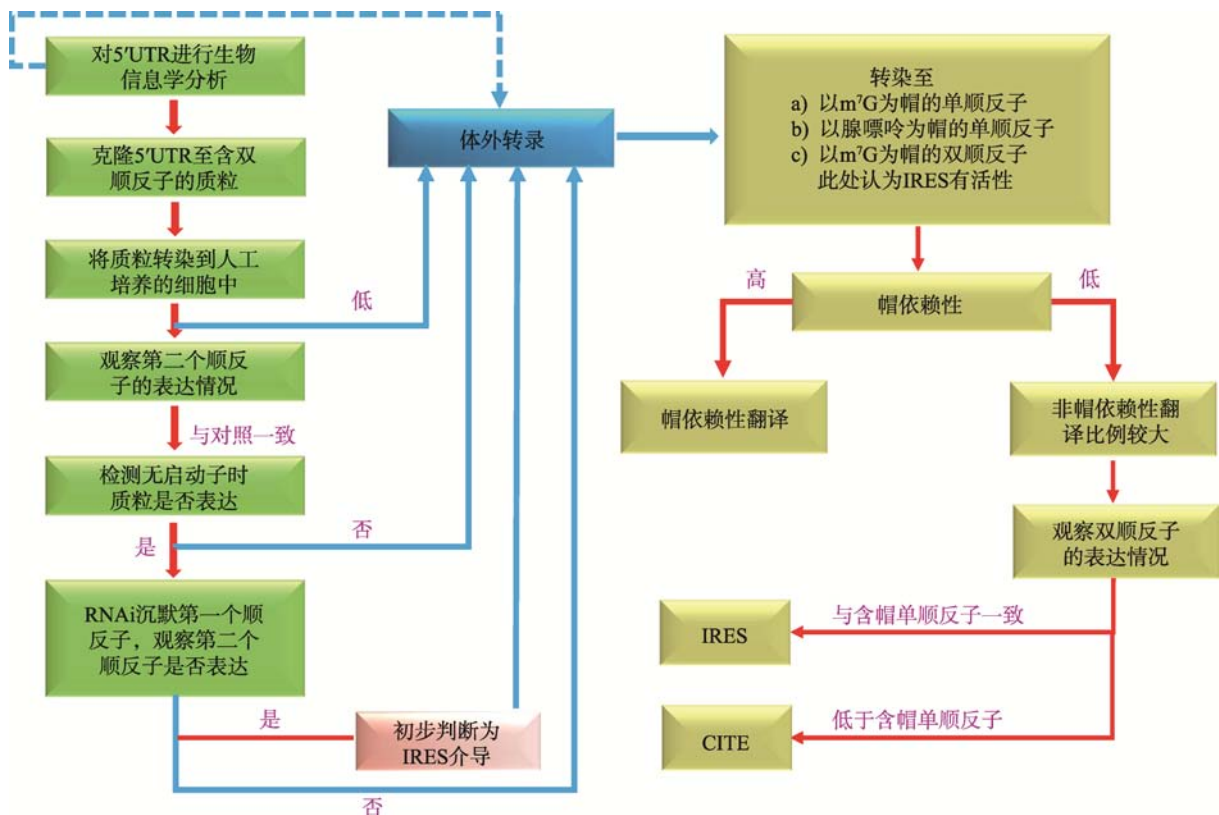 对5′UTR进行生物
信息学分析
克隆5′UTR至含双
顺反子的质粒
将质粒转染到人工
培养的细胞中
低
观察第二个顺反
子的表达情况
与对照一致
检测无启动子时
质粒是否表达
是
否
RNAi沉默第一个顺
反子，观察第二个
顺反子是否表达
是
初步判断为
IRES介导
否
体外转录
转染至
a) 以m⁷G为帽的单顺反子
b) 以腺嘌呤为帽的单顺反子
c) 以m⁷G为帽的双顺反子
此处认为IRES有活性
高
帽依赖性
低
帽依赖性翻译
非帽依赖性翻
译比例较大
观察双顺反子
的表达情况
IRES
与含帽单顺反子一致
CITE
低于含帽单顺反子